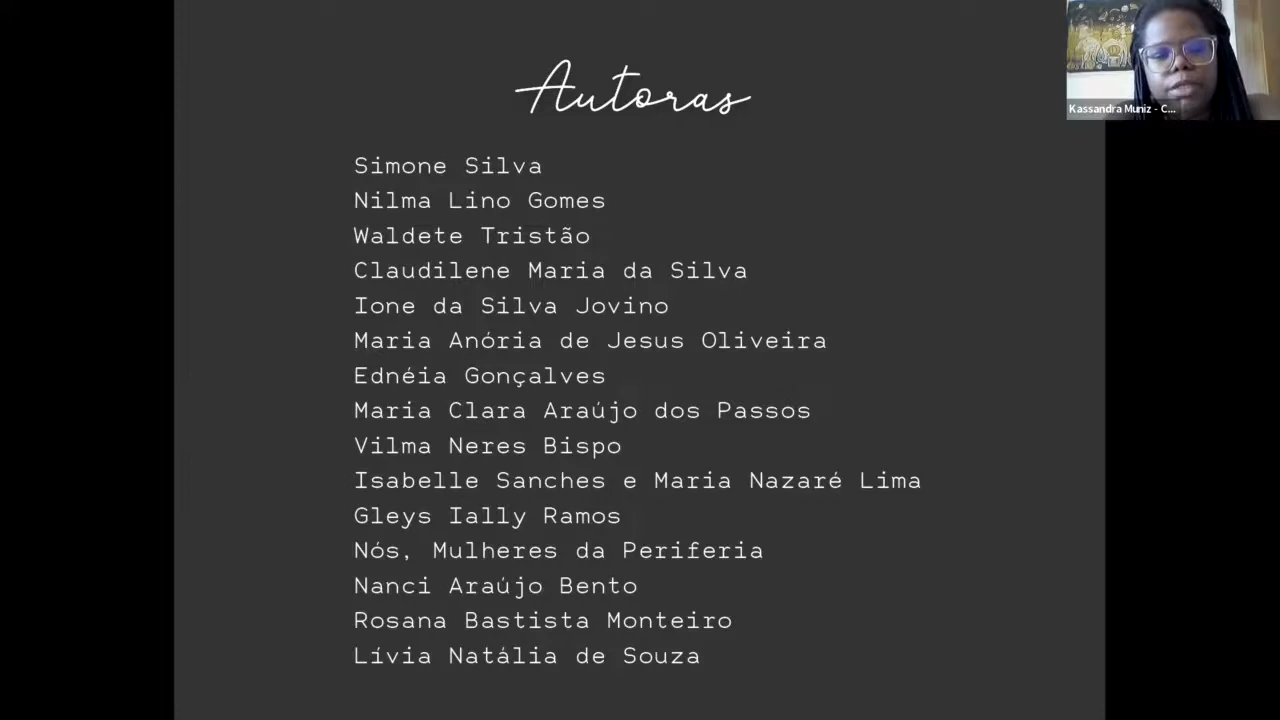 Autoras
Simone Silva
Nilma Lino Gomes
Waldete Tristão
Claudilene Maria da Silva
Ione da Silva Jovino
Maria Anória de Jesus Oliveira
Ednéia Gonçalves
Maria Clara Araújo dos Passos
Vilma Neres Bispo
Isabelle Sanches e Maria Nazaré Lima
Gleys Ially Ramos
Nós, Mulheres da Periferia
Nanci Araújo Bento
Rosana Bastista Monteiro
Lívia Natália de Souza
Kassandra Muniz - C...